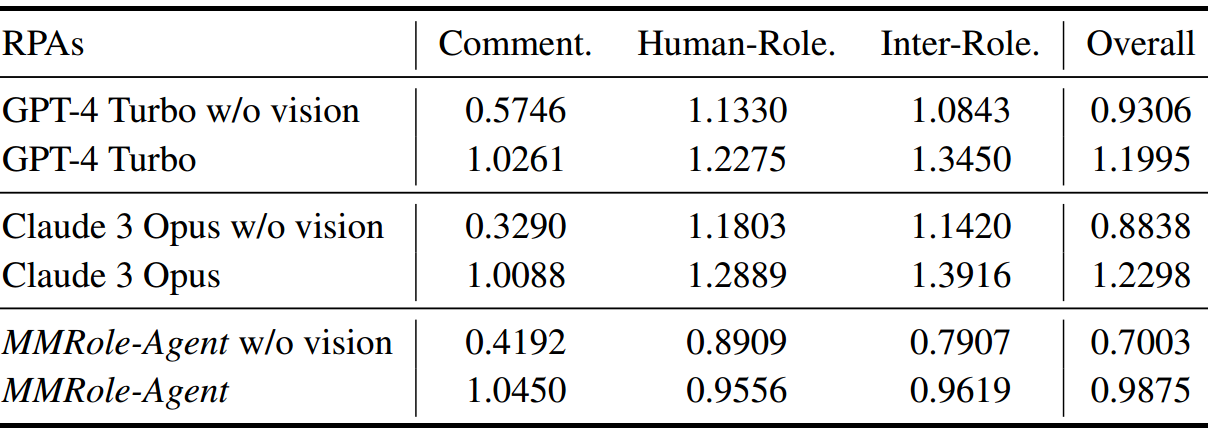 RPAs Comment. Human-Role. Inter-Role. Overall
GPT-4 Turbo w/o vision 0.5746 1.1330 1.0843 0.9306
GPT-4 Turbo 1.0261 1.2275 1.3450 1.1995
Claude 3 Opus w/o vision 0.3290 1.1803 1.1420 0.8838
Claude 3 Opus 1.0088 1.2889 1.3916 1.2298
MMRole-Agent w/o vision 0.4192 0.8909 0.7907 0.7003
MMRole-Agent 1.0450 0.9556 0.9619 0.9875